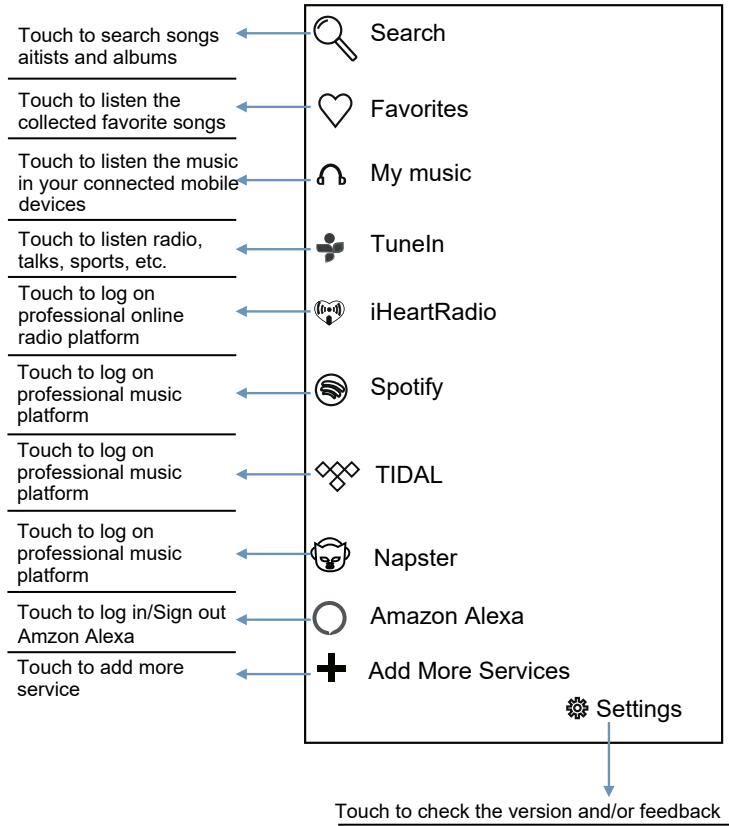 Touch to search songs
aitists and albums
Search
Touch to listen the
collected favorite songs
Favorites
Touch to listen the music
in your connected mobile
devices
My music
Touch to listen radio,
talks, sports, etc.
TuneIn
Touch to log on
professional online
radio platform
iHeartRadio
Touch to log on
professional music
platform
Spotify
Touch to log on
professional music
platform
TIDAL
Touch to log on
professional music
platform
Napster
Touch to log in/Sign out
Amzon Alexa
Amazon Alexa
Touch to add more
service
Add More Services
Settings
Touch to check the version and/or feedback